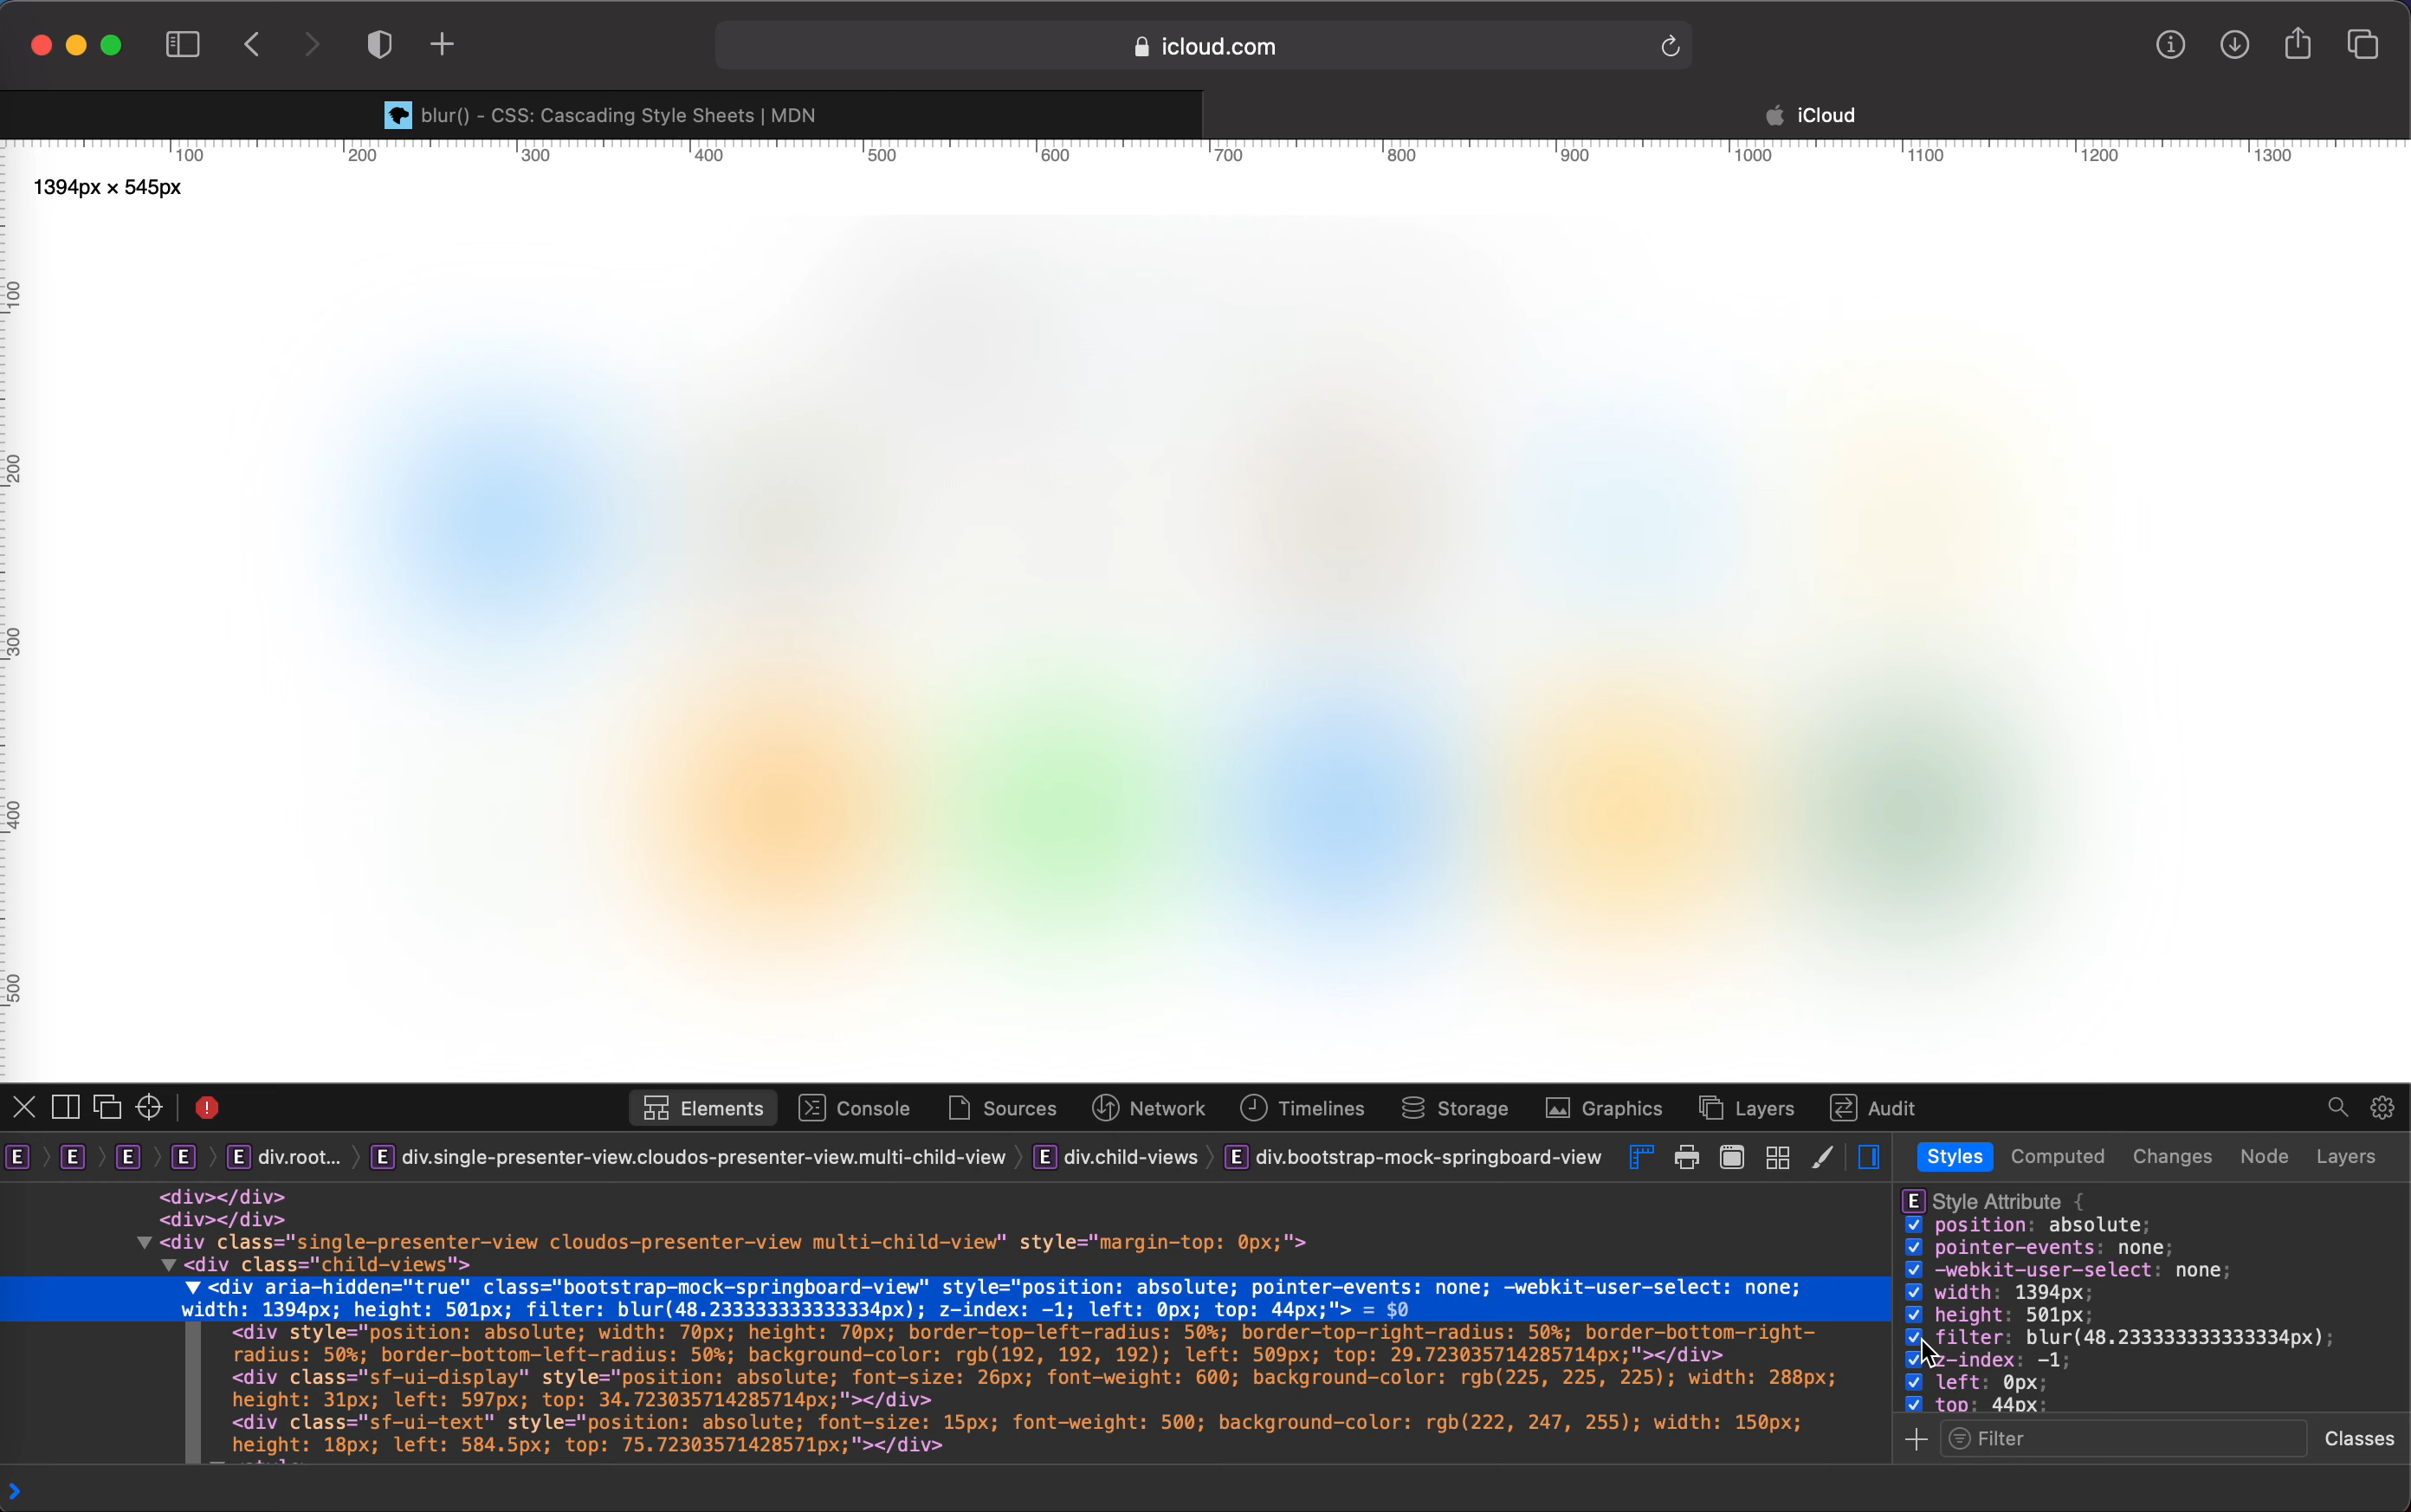 icloud.com
blur() - CSS: Cascading Style Sheets | MDN
iCloud
100 200 300 400 500 600 700 800 900 1000 1100 1200 1300
1394px × 545px
100
200
300
400
500
Elements Console Sources Network Timelines Storage Graphics Layers Audit
E E E E E div.root... E div.single-presenter-view.cloudos-presenter-view.multi-child-view E div.child-views E div.bootstrap-mock-springboard-view
Styles Computed Changes Node Layers
<div></div>
<div></div>
<div class="single-presenter-view cloudos-presenter-view multi-child-view" style="margin-top: 0px;">
<div class="child-views">
<div aria-hidden="true" class="bootstrap-mock-springboard-view" style="position: absolute; pointer-events: none; -webkit-user-select: none;
width: 1394px; height: 501px; filter: blur(48.233333333333334px); z-index: -1; left: 0px; top: 44px;"> = $0
<div style="position: absolute; width: 70px; height: 70px; border-top-left-radius: 50%; border-top-right-radius: 50%; border-bottom-right-
radius: 50%; border-bottom-left-radius: 50%; background-color: rgb(192, 192, 192); left: 509px; top: 29.723035714285714px;"></div>
<div class="sf-ui-display" style="position: absolute; font-size: 26px; font-weight: 600; background-color: rgb(225, 225, 225); width: 288px;
height: 31px; left: 597px; top: 34.723035714285714px;"></div>
<div class="sf-ui-text" style="position: absolute; font-size: 15px; font-weight: 500; background-color: rgb(222, 247, 255); width: 150px;
height: 18px; left: 584.5px; top: 75.72303571428571px;"></div>
E Style Attribute {
position: absolute;
pointer-events: none;
-webkit-user-select: none;
width: 1394px;
height: 501px;
filter: blur(48.233333333333334px);
z-index: -1;
left: 0px;
top: 44px;
Filter
Classes